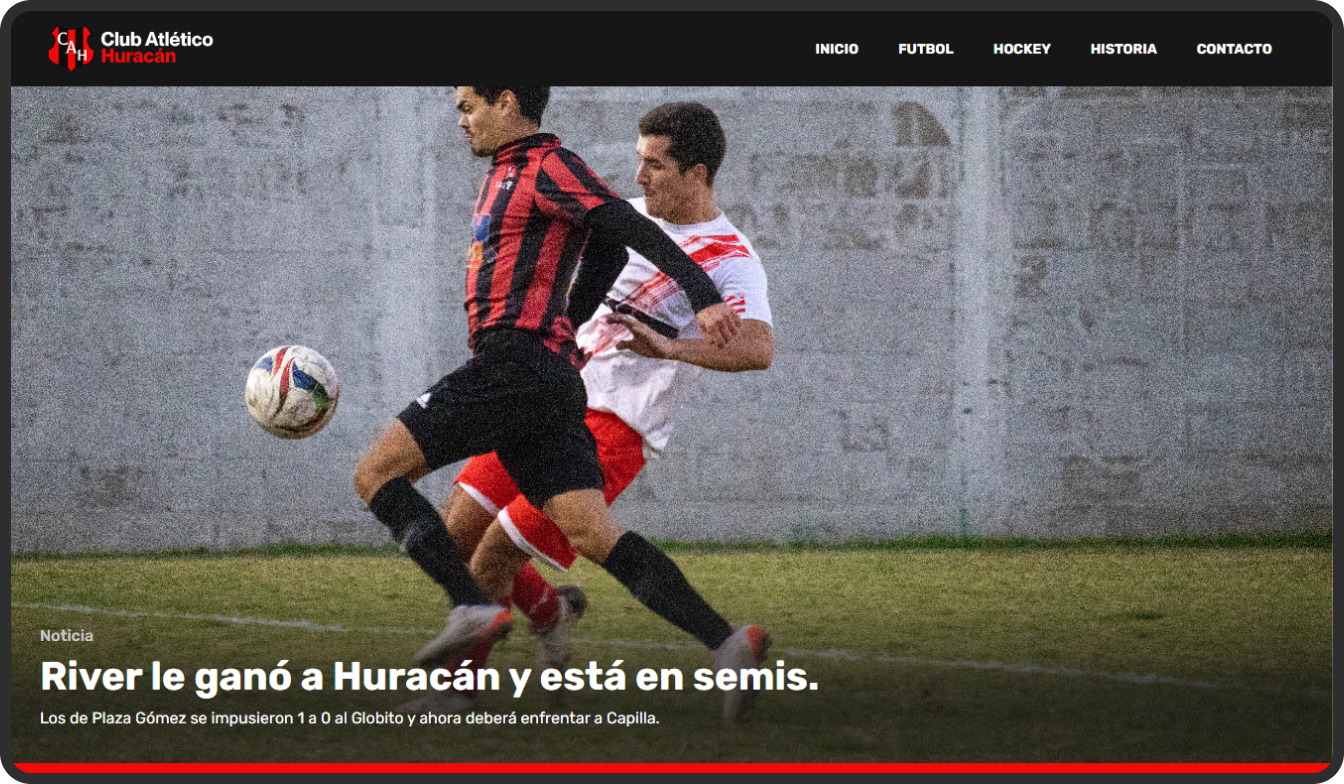 CAH
Club Atlético
Huracán
INICIO
FUTBOL
HOCKEY
HISTORIA
CONTACTO
Noticia
River le ganó a Huracán y está en semis.
Los de Plaza Gómez se impusieron 1 a 0 al Globito y ahora deberá enfrentar a Capilla.